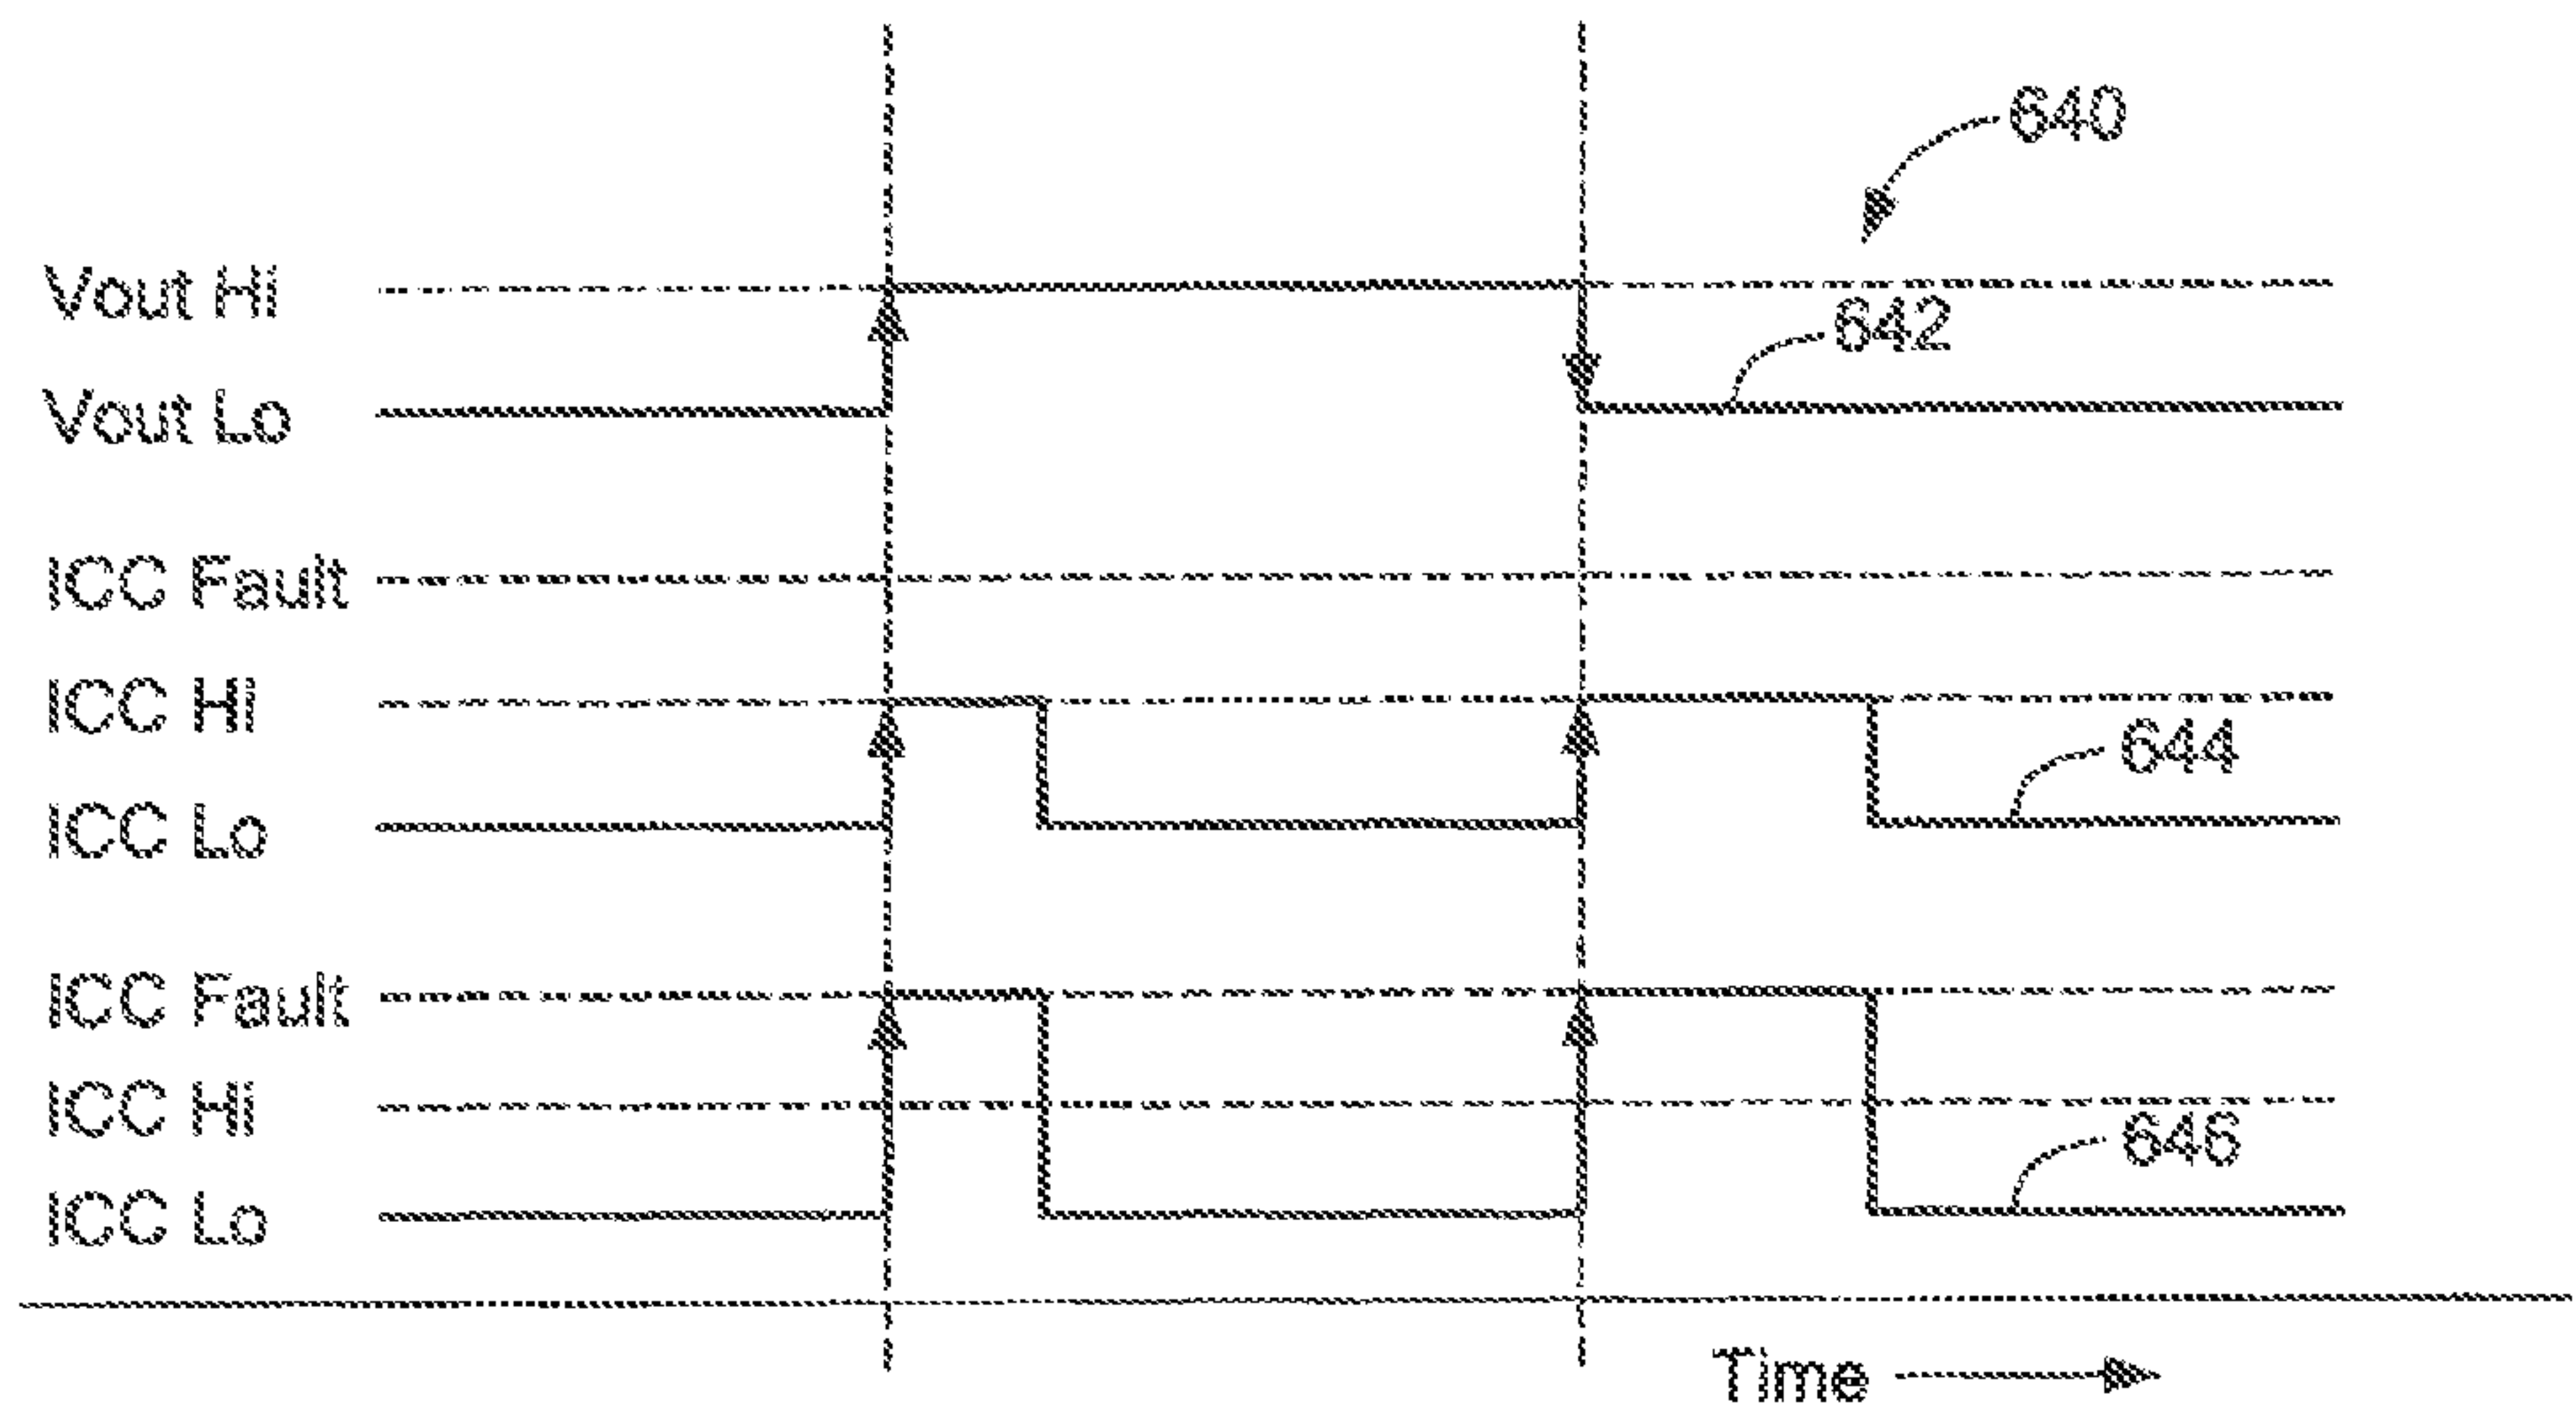 640
Vout Hi
642
Vout Lo
ICC Fault
ICC Hi
644
ICC Lo
ICC Fault
ICC Hi
646
ICC Lo
Time